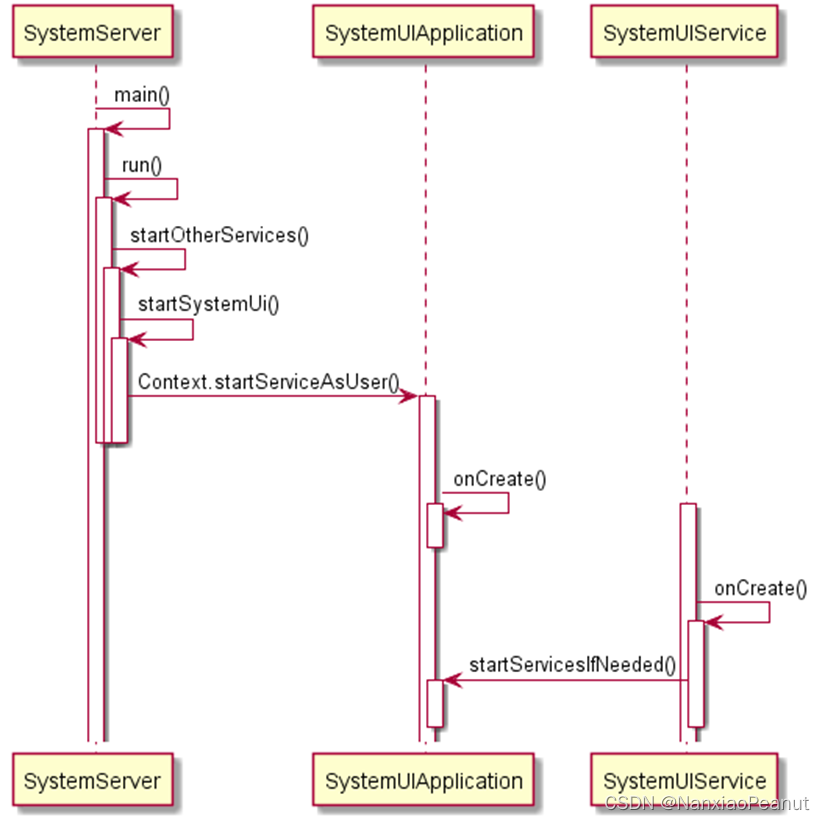 SystemServer
SystemUIApplication
SystemUIService
main()
run()
startOtherServices()
startSystemUi()
Context.startServiceAsUser()
onCreate()
onCreate()
startServicesIfNeeded()
SystemServer
SystemUIApplication
SystemUIService
CSDN @NanxiaoPeanut